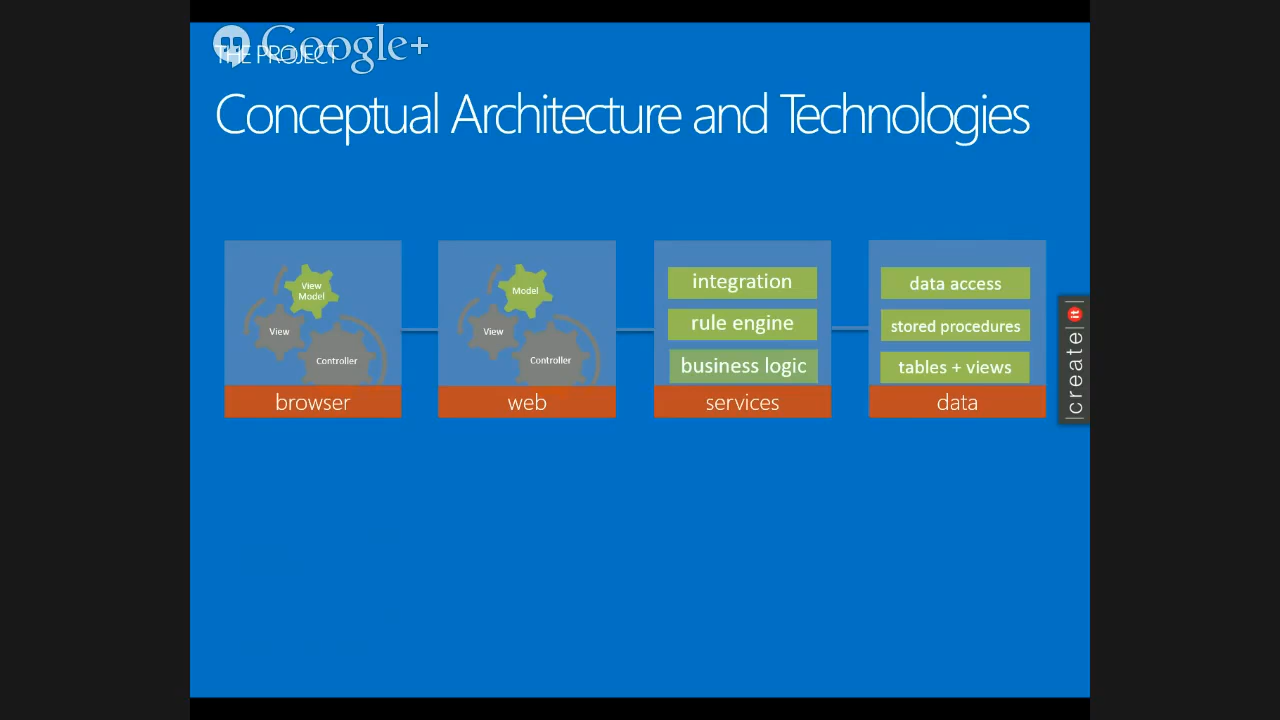 Google+
THE PROJECT
Conceptual Architecture and Technologies
View
Model
View
Controller
browser
Model
View
Controller
web
integration
rule engine
business logic
services
data access
stored procedures
tables + views
data
|create|it|